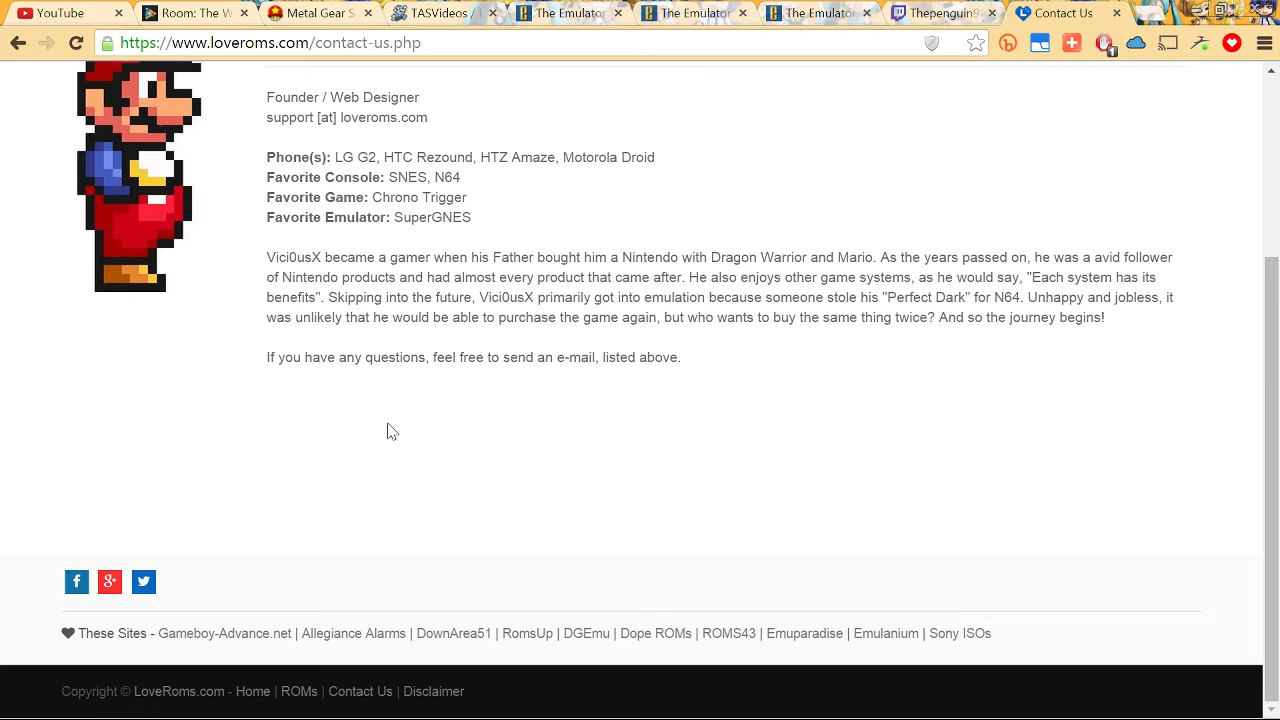 YouTube
Room: The W
Metal Gear S
TASVideos / 
The Emulato
The Emulator
The Emulato
Thepenguin9
Contact Us
https://www.loveroms.com/contact-us.php
1
Founder / Web Designer
support [at] loveroms.com
Phone(s): LG G2, HTC Rezound, HTZ Amaze, Motorola Droid
Favorite Console: SNES, N64
Favorite Game: Chrono Trigger
Favorite Emulator: SuperGNES
Vici0usX became a gamer when his Father bought him a Nintendo with Dragon Warrior and Mario. As the years passed on, he was a avid follower
of Nintendo products and had almost every product that came after. He also enjoys other game systems, as he would say, "Each system has its
benefits". Skipping into the future, Vici0usX primarily got into emulation because someone stole his "Perfect Dark" for N64. Unhappy and jobless, it
was unlikely that he would be able to purchase the game again, but who wants to buy the same thing twice? And so the journey begins!
If you have any questions, feel free to send an e-mail, listed above.
These Sites - Gameboy-Advance.net | Allegiance Alarms | DownArea51 | RomsUp | DGEmu | Dope ROMs | ROMS43 | Emuparadise | Emulanium | Sony ISOs
Copyright © LoveRoms.com - Home | ROMs | Contact Us | Disclaimer